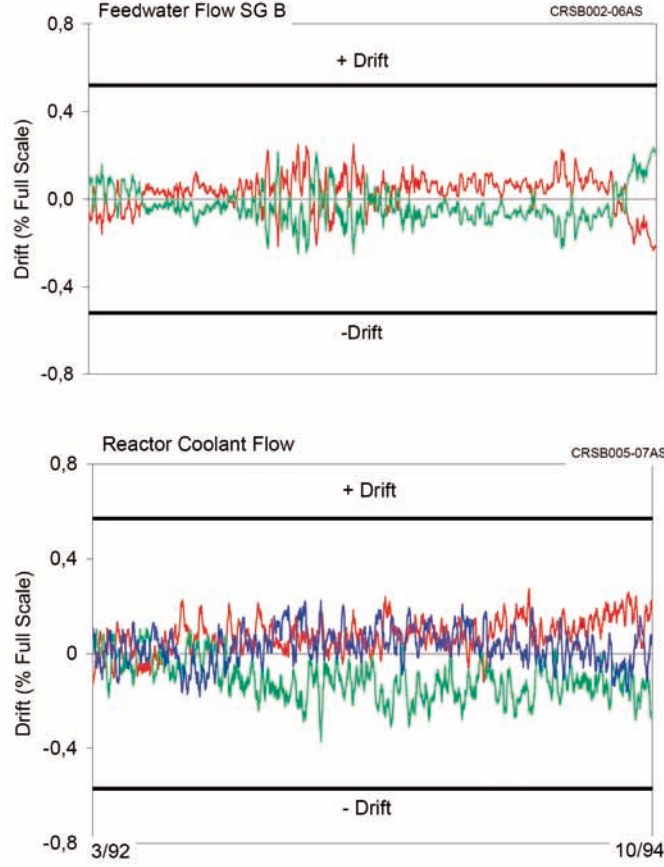 Feedwater Flow SG B
CRSB002-06AS
0,8
+ Drift
0,4
0,0
-0,4
-Drift
-0,8
Drift (% Full Scale)
Reactor Coolant Flow
CRSB005-07AS
0,8
+ Drift
0,4
0
-0,4
- Drift
-0,8
Drift (% Full Scale)
3/92
10/94